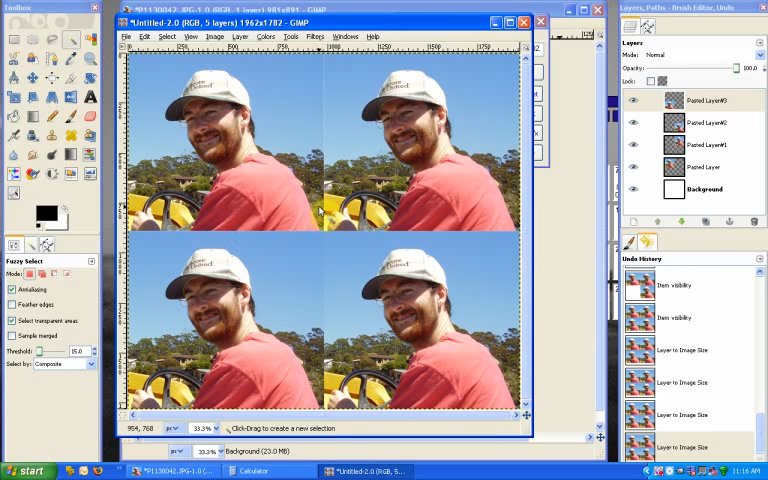 Toolbox
P1130042.JPG-1.0 (RGB, 1 layer) 981x891 - GIMP
*Untitled-2.0 (RGB, 5 layers) 1962x1782 - GIMP
File Edit Select View Image Layer Colors Tools Filters Windows Help
Layers, Paths - Brush Editor, Undo
Layers
Mode: Normal
Opacity: 100.0
Lock:
Pasted Layer#3
Pasted Layer#2
Pasted Layer#1
Pasted Layer
Background
Undo History
Item visibility
Item visibility
Layer to Image Size
Layer to Image Size
Layer to Image Size
Layer to Image Size
Fuzzy Select
Mode:
Antialiasing
Feather edges
Select transparent areas
Sample merged
Threshold: 15.0
Select by: Composite
954, 768 px 33.3% Click-Drag to create a new selection
px 33.3% Background (23.0 MB)
start
*P1130042.JPG-1.0 (...
Calculator
*Untitled-2.0 (RGB, 5...
11:16 AM